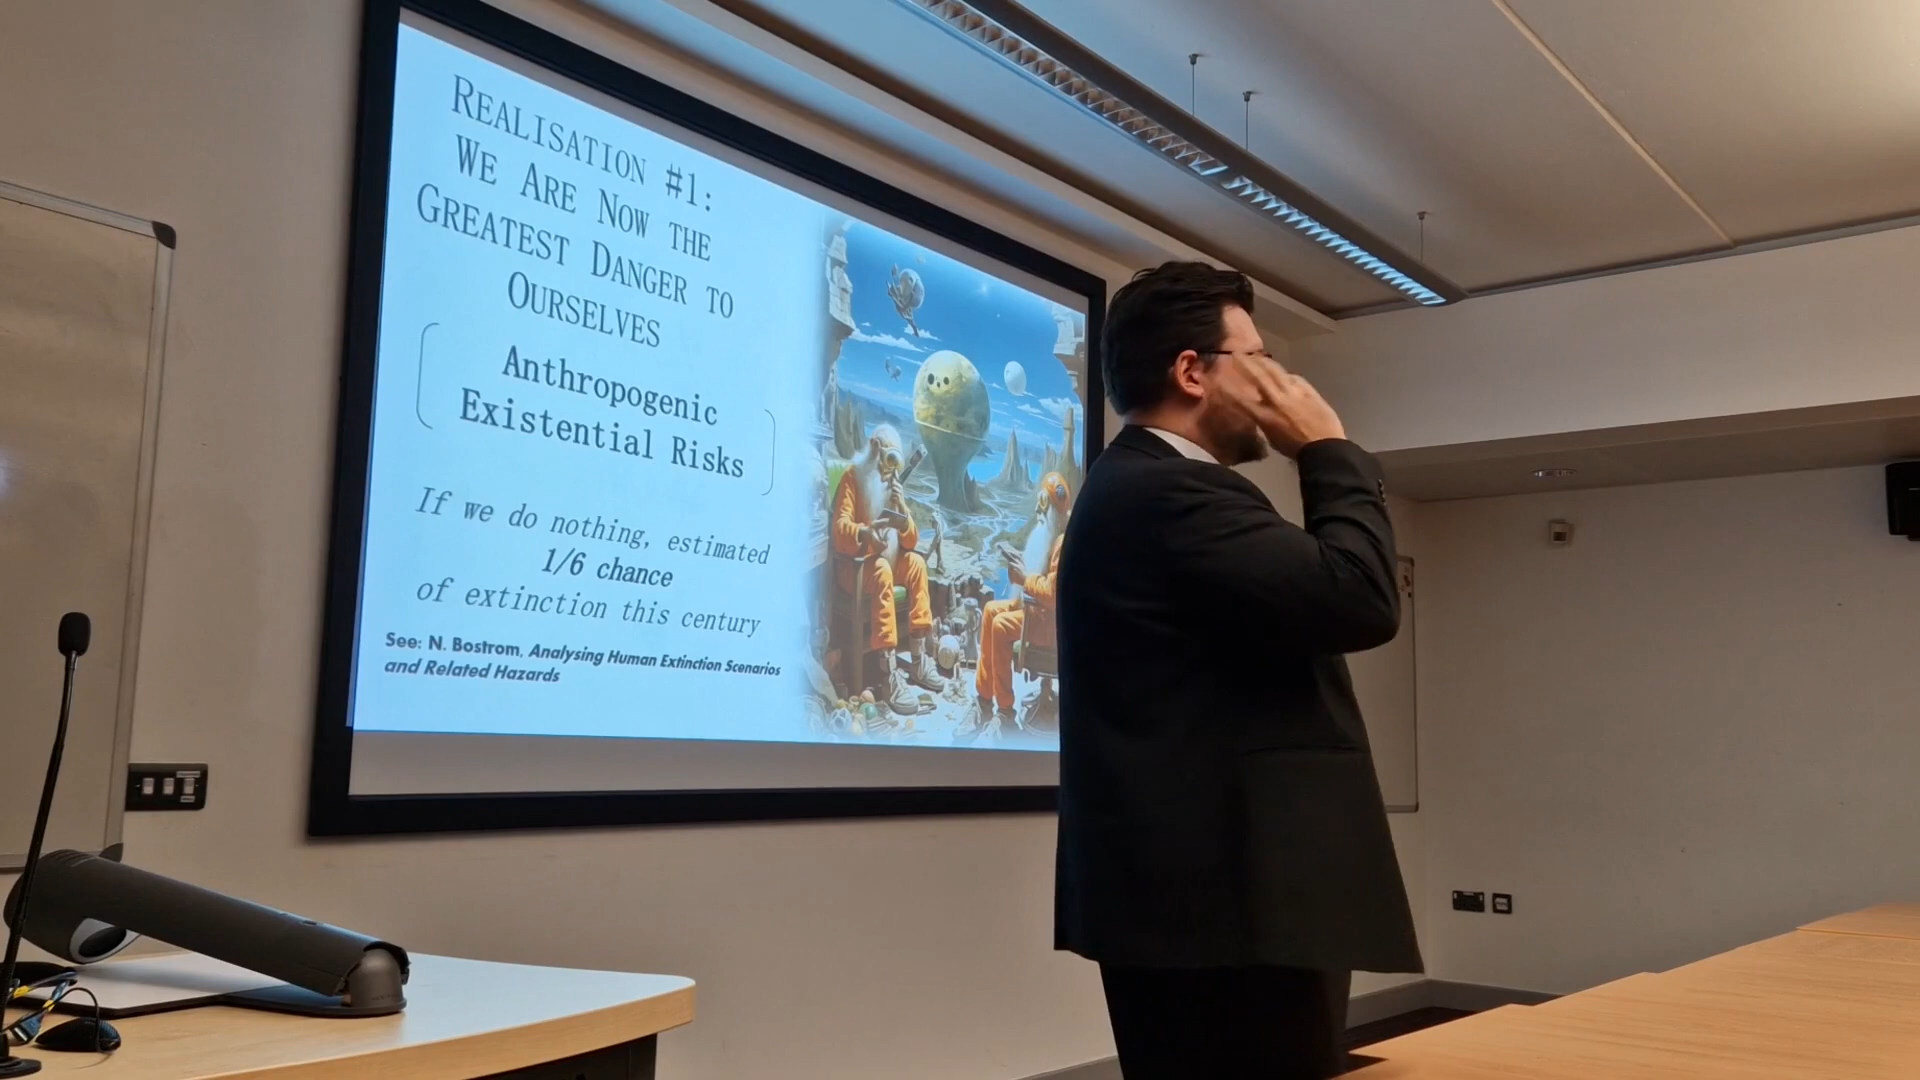 REALISATION #1:
WE ARE NOW THE
GREATEST DANGER TO
OURSELVES
Anthropogenic
Existential Risks
If we do nothing, estimated
1/6 chance
of extinction this century
See: N. Bostrom, Analysing Human Extinction Scenarios
and Related Hazards